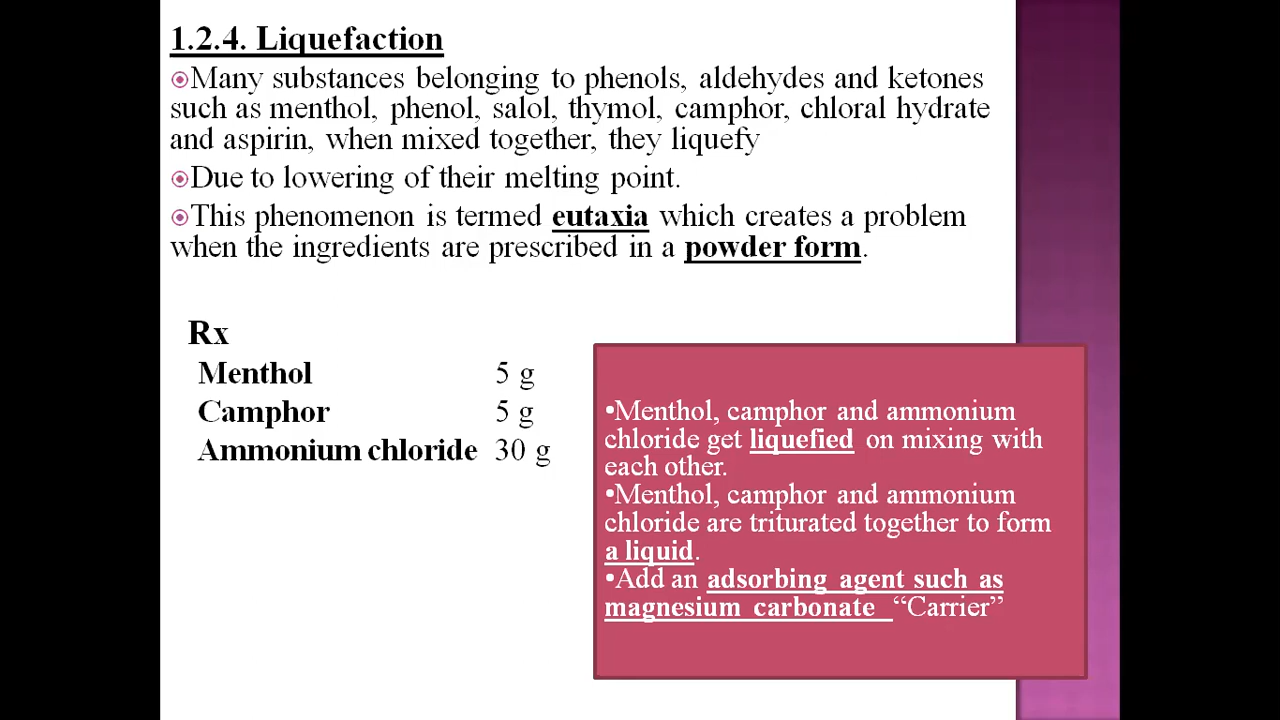 1.2.4. Liquefaction
Many substances belonging to phenols, aldehydes and ketones
such as menthol, phenol, salol, thymol, camphor, chloral hydrate
and aspirin, when mixed together, they liquefy
Due to lowering of their melting point.
This phenomenon is termed eutaxia which creates a problem
when the ingredients are prescribed in a powder form.
Rx
Menthol 5 g
Camphor 5 g
Ammonium chloride 30 g
•Menthol, camphor and ammonium
chloride get liquefied on mixing with
each other.
•Menthol, camphor and ammonium
chloride are triturated together to form
a liquid.
•Add an adsorbing agent such as
magnesium carbonate “Carrier”